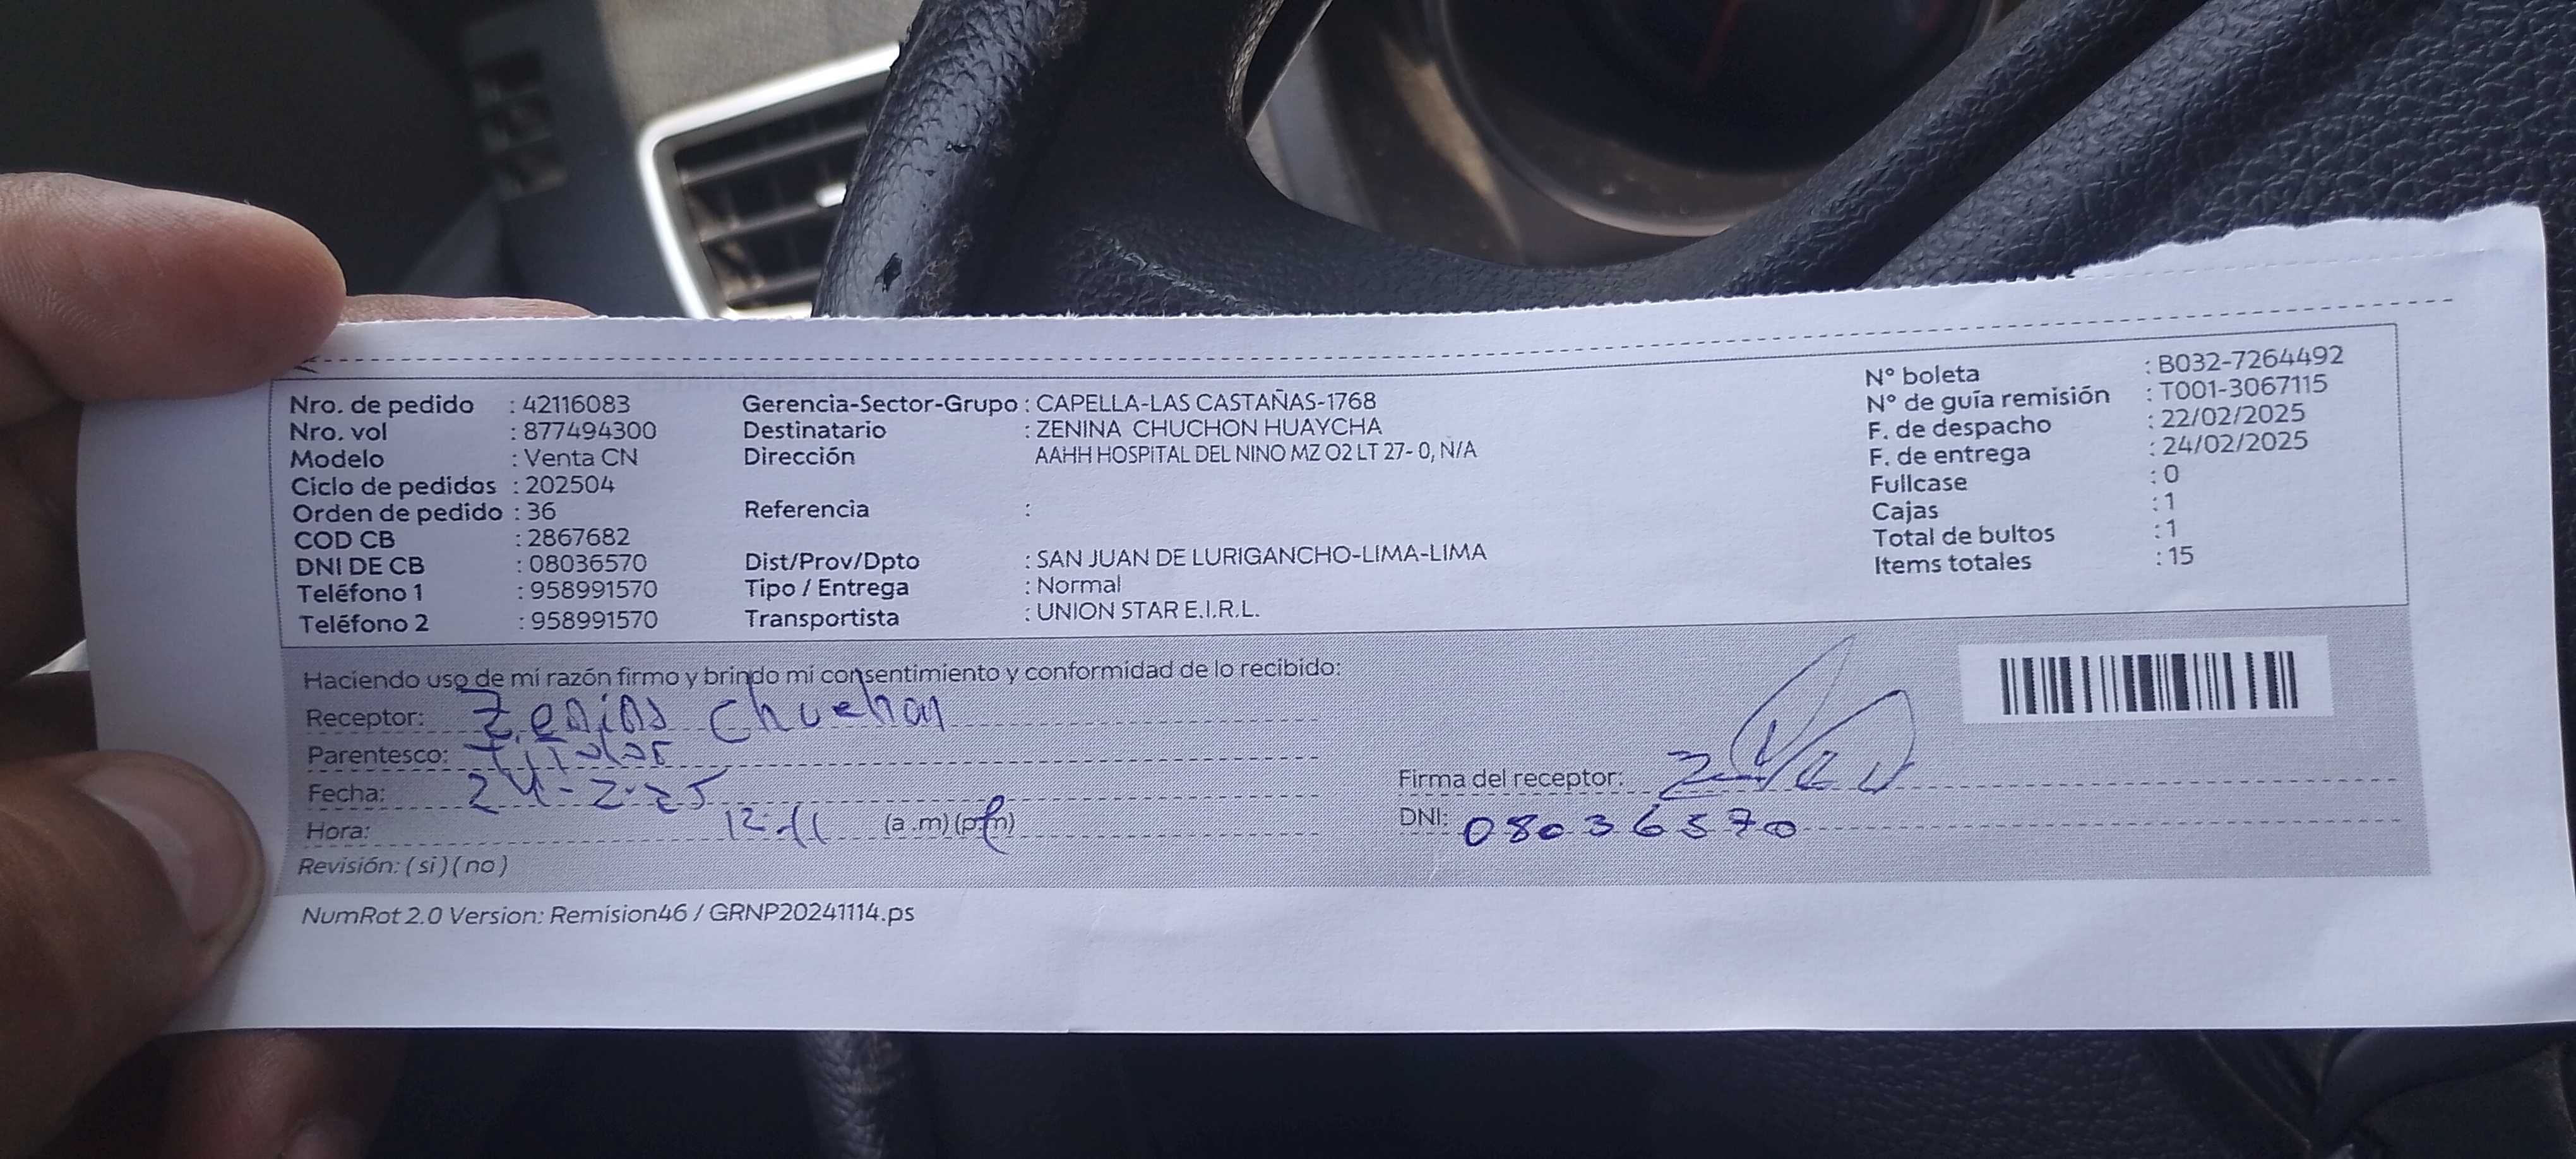 Nro. de pedido : 42116083
Nro. vol : 877494300
Modelo : Venta CN
Ciclo de pedidos : 202504
Orden de pedido : 36
COD CB : 2867682
DNI DE CB : 08036570
Teléfono 1 : 958991570
Teléfono 2 : 958991570
Gerencia-Sector-Grupo : CAPELLA-LAS CASTAÑAS-1768
Destinatario : ZENINA CHUCHON HUAYCHA
Dirección AAHH HOSPITAL DEL NINO MZ O2 LT 27- 0, N/A
Referencia :
Dist/Prov/Dpto : SAN JUAN DE LURIGANCHO-LIMA-LIMA
Tipo / Entrega : Normal
Transportista : UNION STAR E.I.R.L.
N° boleta : B032-7264492
N° de guía remisión : T001-3067115
F. de despacho : 22/02/2025
F. de entrega : 24/02/2025
Fullcase : 0
Cajas : 1
Total de bultos : 1
Items totales : 15
Haciendo uso de mi razón firmo y brindo mi consentimiento y conformidad de lo recibido:
Receptor: Chuchon
Parentesco: titular
Fecha: 24-2-25
Hora: 12:11 (a.m) (pm)
Revisión: (si) (no)
Firma del receptor:
DNI: 08036570
NumRot 2.0 Version: Remision46 / GRNP20241114.ps